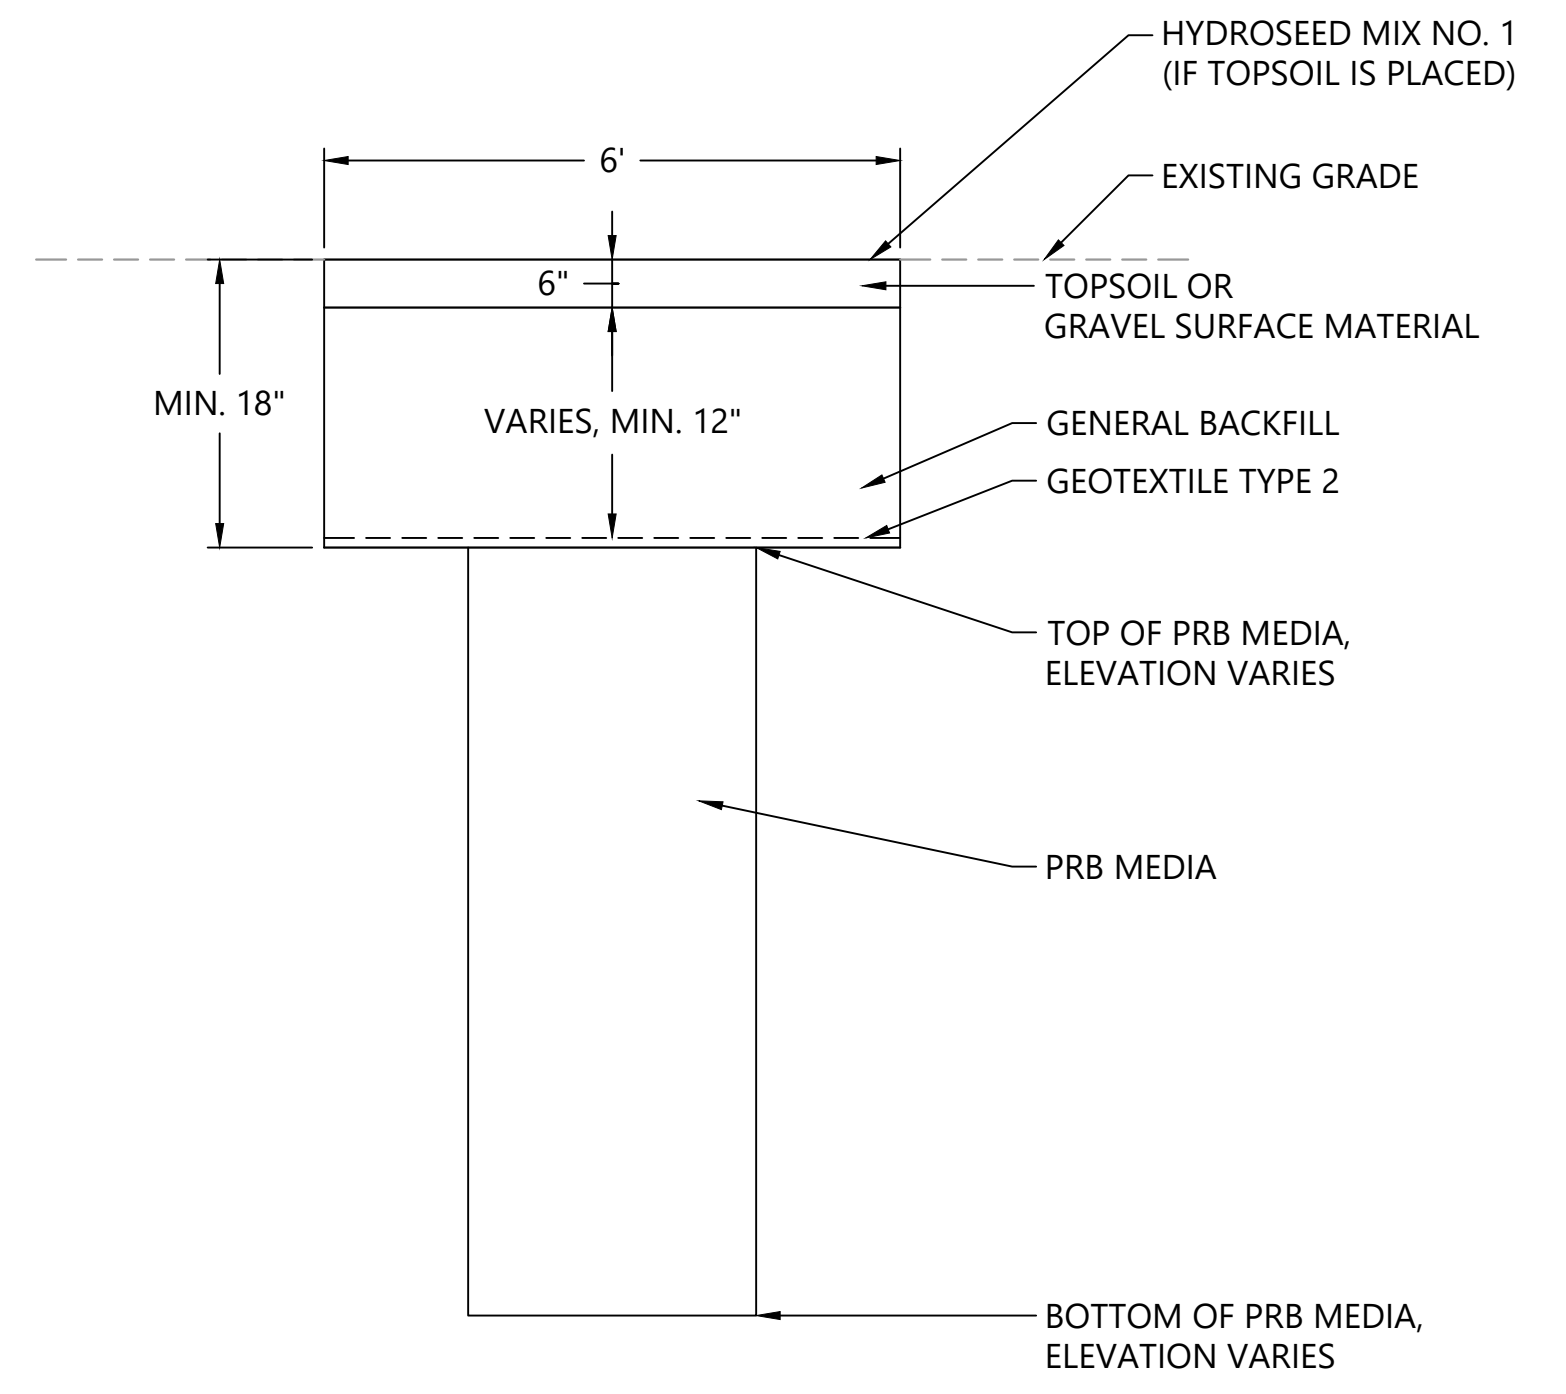 HYDROSEED MIX NO. 1
(IF TOPSOIL IS PLACED)
6'
EXISTING GRADE
6"
TOPSOIL OR
GRAVEL SURFACE MATERIAL
MIN. 18"
VARIES, MIN. 12"
GENERAL BACKFILL
GEOTEXTILE TYPE 2
TOP OF PRB MEDIA,
ELEVATION VARIES
PRB MEDIA
BOTTOM OF PRB MEDIA,
ELEVATION VARIES